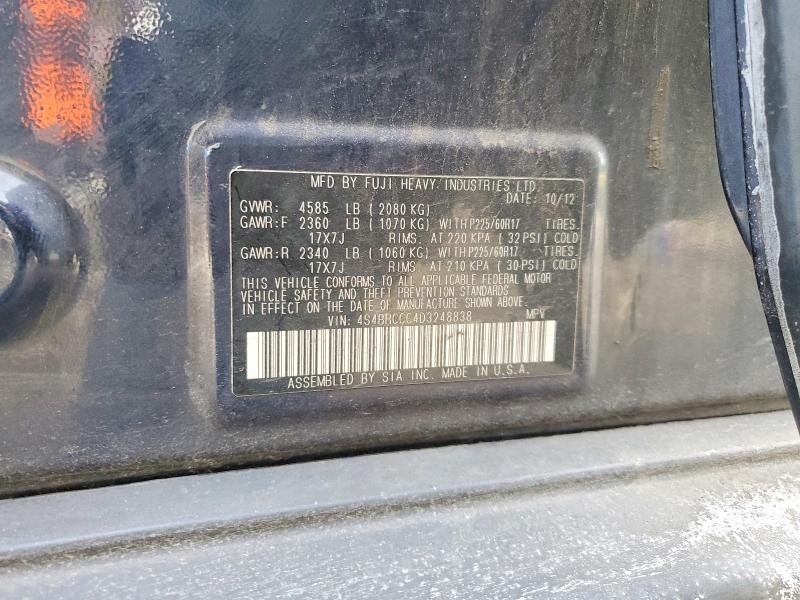 MFD BY FUJI HEAVY INDUSTRIES LTD.
DATE: 10/12
GVWR: 4585 LB ( 2080 KG)
GAWR:F 2360 LB ( 1070 KG) WITH P225/60R17 TIRES.
17X7J RIMS. AT 220 KPA ( 32 PSI) COLD
GAWR:R 2340 LB ( 1060 KG) WITH P225/60R17 TIRES.
17X7J RIMS. AT 210 KPA ( 30 PSI) COLD
THIS VEHICLE CONFORMS TO ALL APPLICABLE FEDERAL MOTOR
VEHICLE SAFETY AND THEFT PREVENTION STANDARDS
IN EFFECT ON THE DATE OF MANUFACTURE SHOWN ABOVE.
VIN: 4S4BRCCC4D3248838 MPV
ASSEMBLED BY SIA INC. MADE IN U.S.A.